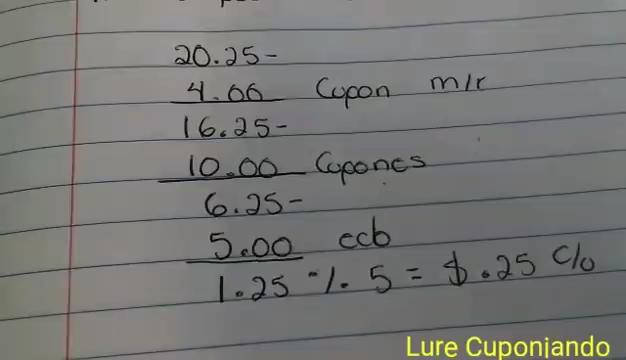 20.25-
4.00 Cupon m/r
16.25-
10.00 Cupones
6.25-
5.00 ecb
1.25 ÷ 5 = $.25 c/o
Lure Cuponiando